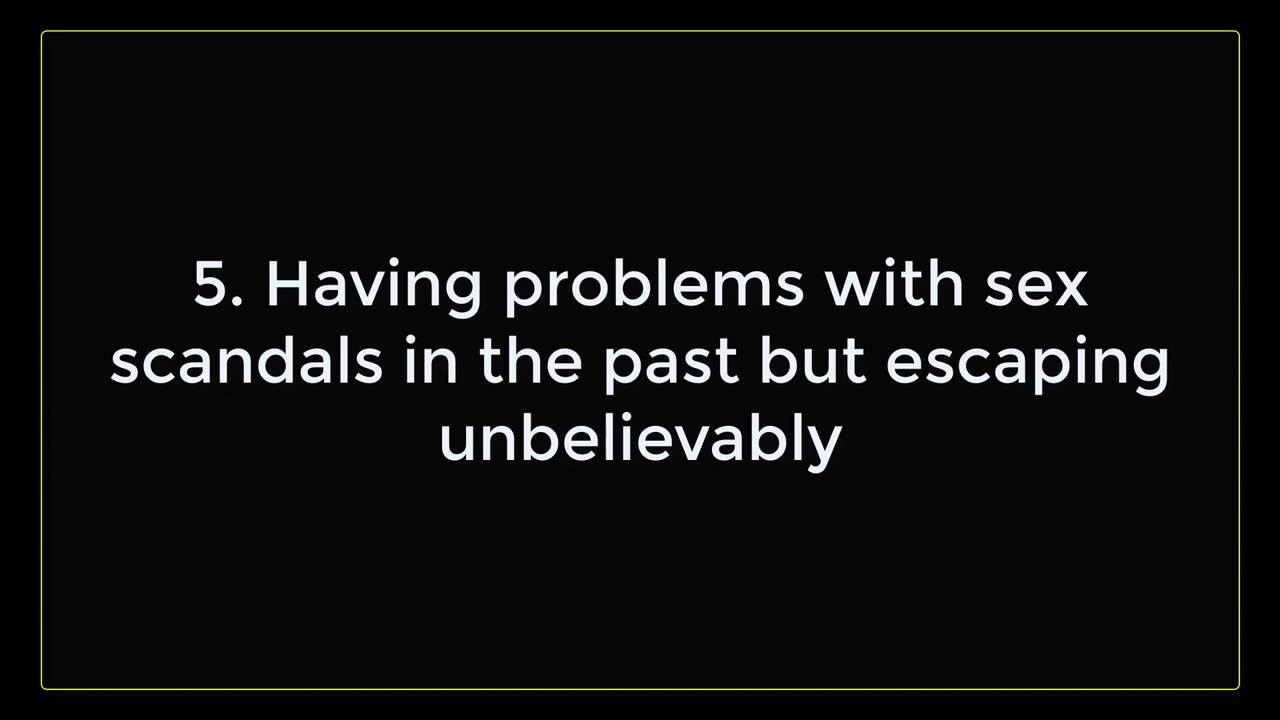 5. Having problems with sex
scandals in the past but escaping
unbelievably